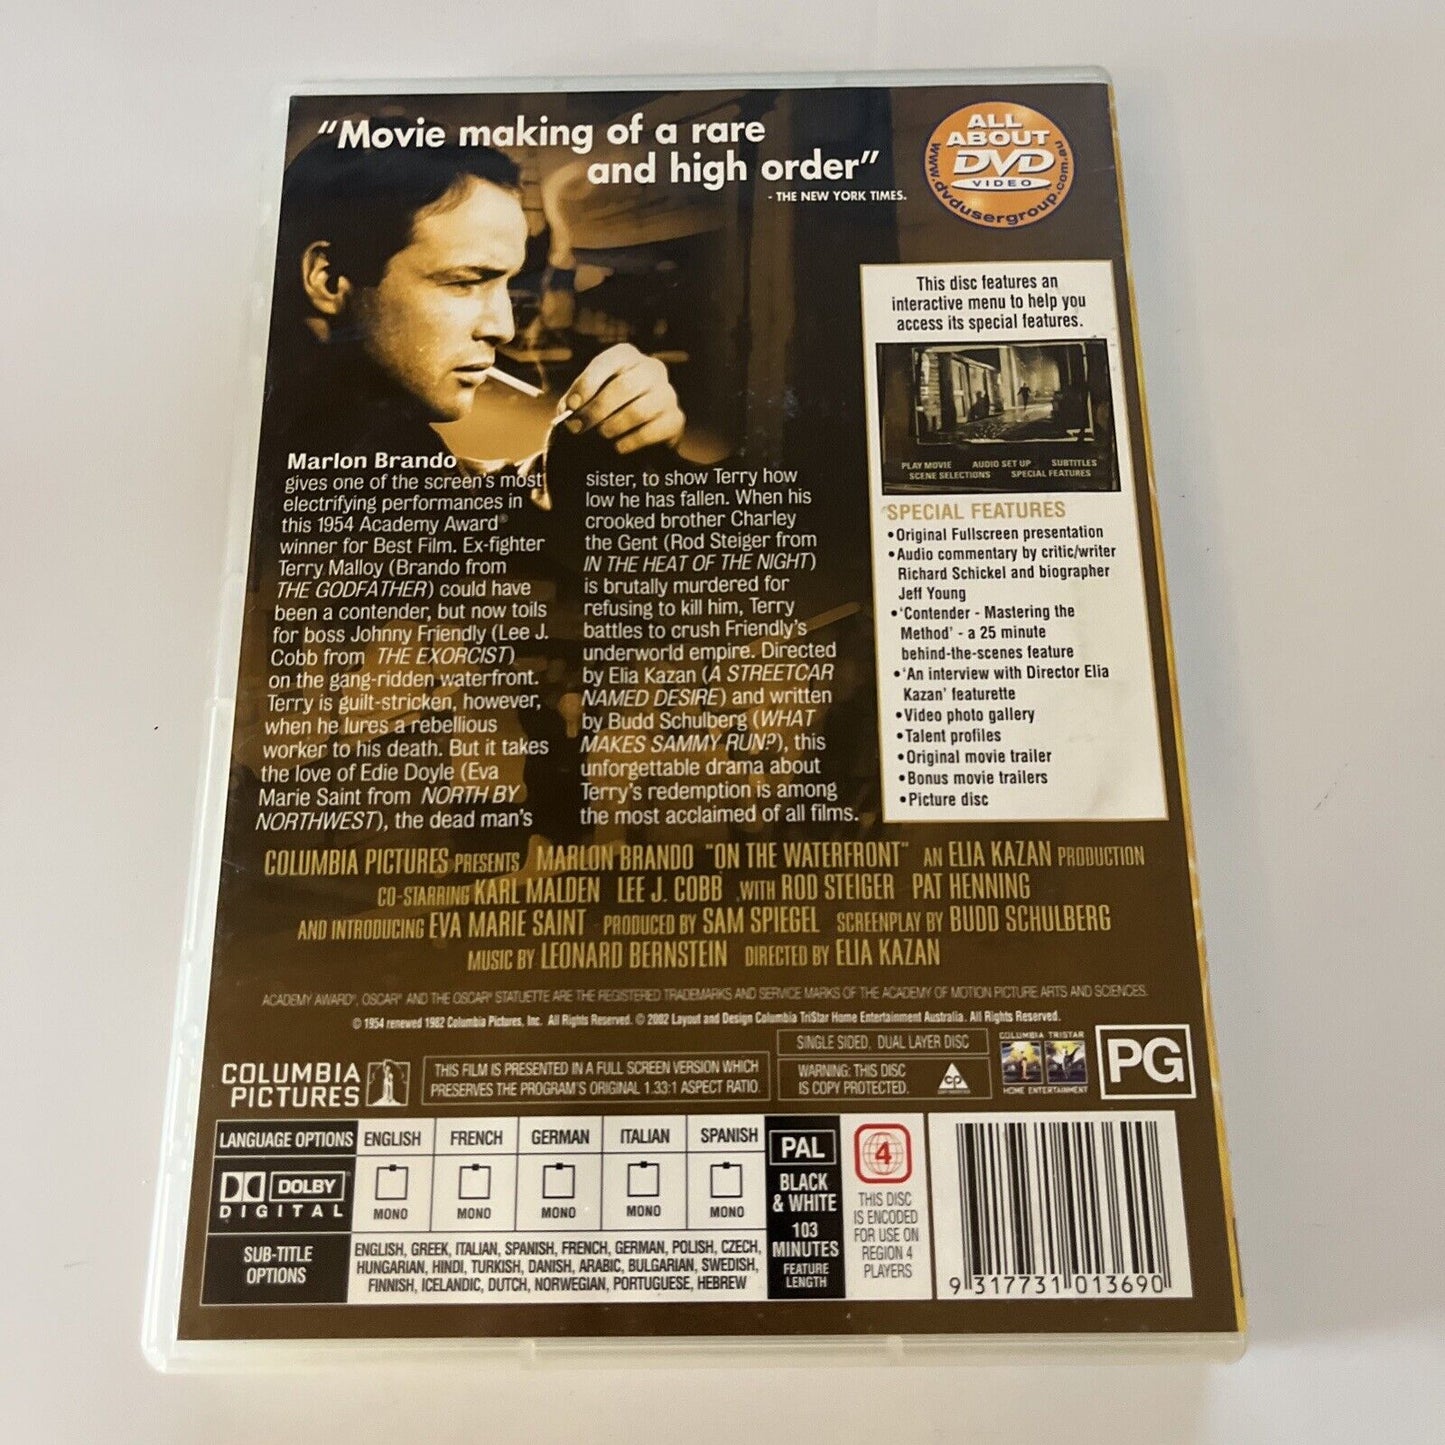 "Movie making of a rare
and high order"
- THE NEW YORK TIMES.
ALL
ABOUT
DVD
VIDEO
www.dvdusergroup.com.au
This disc features an
interactive menu to help you
access its special features.
PLAY MOVIE AUDIO SET UP SUBTITLES
SCENE SELECTIONS SPECIAL FEATURES
SPECIAL FEATURES
•Original Fullscreen presentation
•Audio commentary by critic/writer
Richard Schickel and biographer
Jeff Young
•'Contender - Mastering the
Method' - a 25 minute
behind-the-scenes feature
•'An interview with Director Elia
Kazan' featurette
•Video photo gallery
•Talent profiles
•Original movie trailer
•Bonus movie trailers
•Picture disc
Marlon Brando
gives one of the screen's most
electrifying performances in
this 1954 Academy Award®
winner for Best Film. Ex-fighter
Terry Malloy (Brando from
THE GODFATHER) could have
been a contender, but now toils
for boss Johnny Friendly (Lee J.
Cobb from THE EXORCIST)
on the gang-ridden waterfront.
Terry is guilt-stricken, however,
when he lures a rebellious
worker to his death. But it takes
the love of Edie Doyle (Eva
Marie Saint from NORTH BY
NORTHWEST), the dead man's
sister, to show Terry how
low he has fallen. When his
crooked brother Charley
the Gent (Rod Steiger from
IN THE HEAT OF THE NIGHT)
is brutally murdered for
refusing to kill him, Terry
battles to crush Friendly's
underworld empire. Directed
by Elia Kazan (A STREETCAR
NAMED DESIRE) and written
by Budd Schulberg (WHAT
MAKES SAMMY RUN?), this
unforgettable drama about
Terry's redemption is among
the most acclaimed of all films.
COLUMBIA PICTURES PRESENTS MARLON BRANDO "ON THE WATERFRONT" AN ELIA KAZAN PRODUCTION
CO-STARRING KARL MALDEN LEE J. COBB WITH ROD STEIGER PAT HENNING
AND INTRODUCING EVA MARIE SAINT PRODUCED BY SAM SPIEGEL SCREENPLAY BY BUDD SCHULBERG
MUSIC BY LEONARD BERNSTEIN DIRECTED BY ELIA KAZAN
ACADEMY AWARD®, OSCAR® AND THE OSCAR® STATUETTE ARE THE REGISTERED TRADEMARKS AND SERVICE MARKS OF THE ACADEMY OF MOTION PICTURE ARTS AND SCIENCES.
© 1954 renewed 1982 Columbia Pictures, Inc. All Rights Reserved. © 2002 Layout and Design Columbia TriStar Home Entertainment Australia. All Rights Reserved.
COLUMBIA
PICTURES
THIS FILM IS PRESENTED IN A FULL SCREEN VERSION WHICH
PRESERVES THE PROGRAM'S ORIGINAL 1.33:1 ASPECT RATIO.
SINGLE SIDED, DUAL LAYER DISC
WARNING: THIS DISC
IS COPY PROTECTED.
CP
COLUMBIA TRISTAR
HOME ENTERTAINMENT
PG
LANGUAGE OPTIONS ENGLISH FRENCH GERMAN ITALIAN SPANISH
DOLBY
DIGITAL
MONO MONO MONO MONO MONO
SUB-TITLE
OPTIONS
ENGLISH, GREEK, ITALIAN, SPANISH, FRENCH, GERMAN, POLISH, CZECH,
HUNGARIAN, HINDI, TURKISH, DANISH, ARABIC, BULGARIAN, SWEDISH,
FINNISH, ICELANDIC, DUTCH, NORWEGIAN, PORTUGUESE, HEBREW
PAL
BLACK
& WHITE
103
MINUTES
FEATURE
LENGTH
4
THIS DISC
IS ENCODED
FOR USE ON
REGION 4
PLAYERS
9 317731 013690